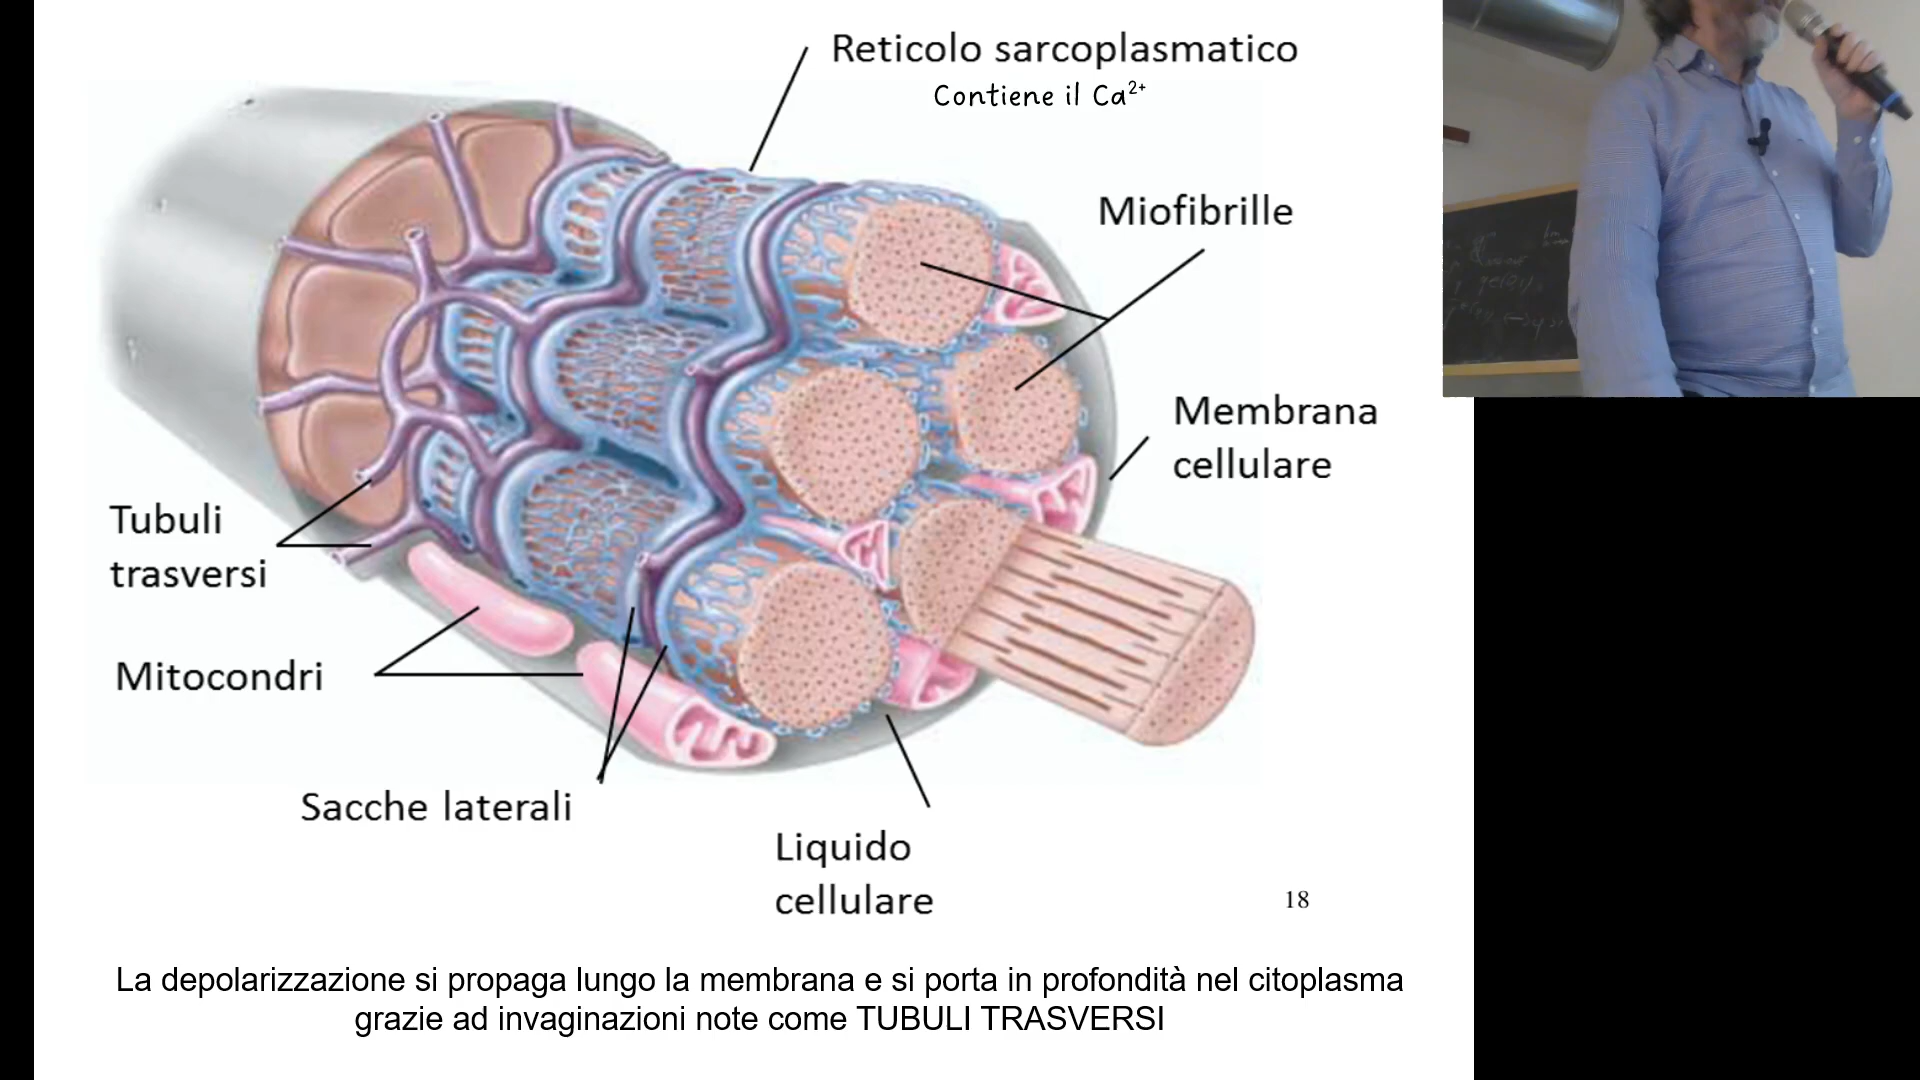 Reticolo sarcoplasmatico
Contiene il Ca²⁺
Miofibrille
Membrana
cellulare
Tubuli
trasversi
Mitocondri
Sacche laterali
Liquido
cellulare
18
La depolarizzazione si propaga lungo la membrana e si porta in profondità nel citoplasma
grazie ad invaginazioni note come TUBULI TRASVERSI